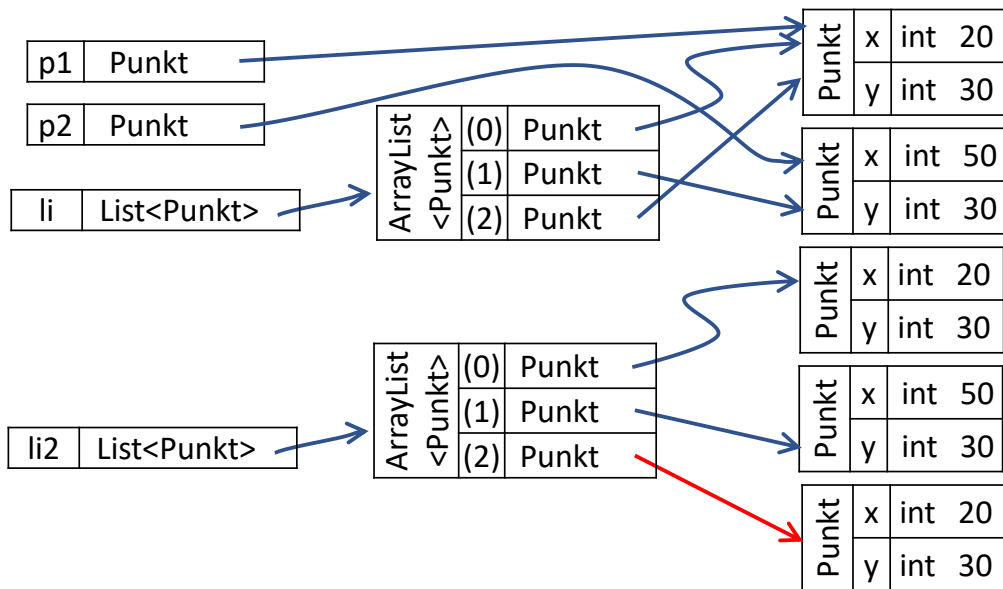 p1 Punkt
p2 Punkt
li List<Punkt>
ArrayList
<Punkt>
(0) Punkt
(1) Punkt
(2) Punkt
Punkt
x int 20
y int 30
Punkt
x int 50
y int 30
li2 List<Punkt>
ArrayList
<Punkt>
(0) Punkt
(1) Punkt
(2) Punkt
Punkt
x int 20
y int 30
Punkt
x int 50
y int 30
Punkt
x int 20
y int 30